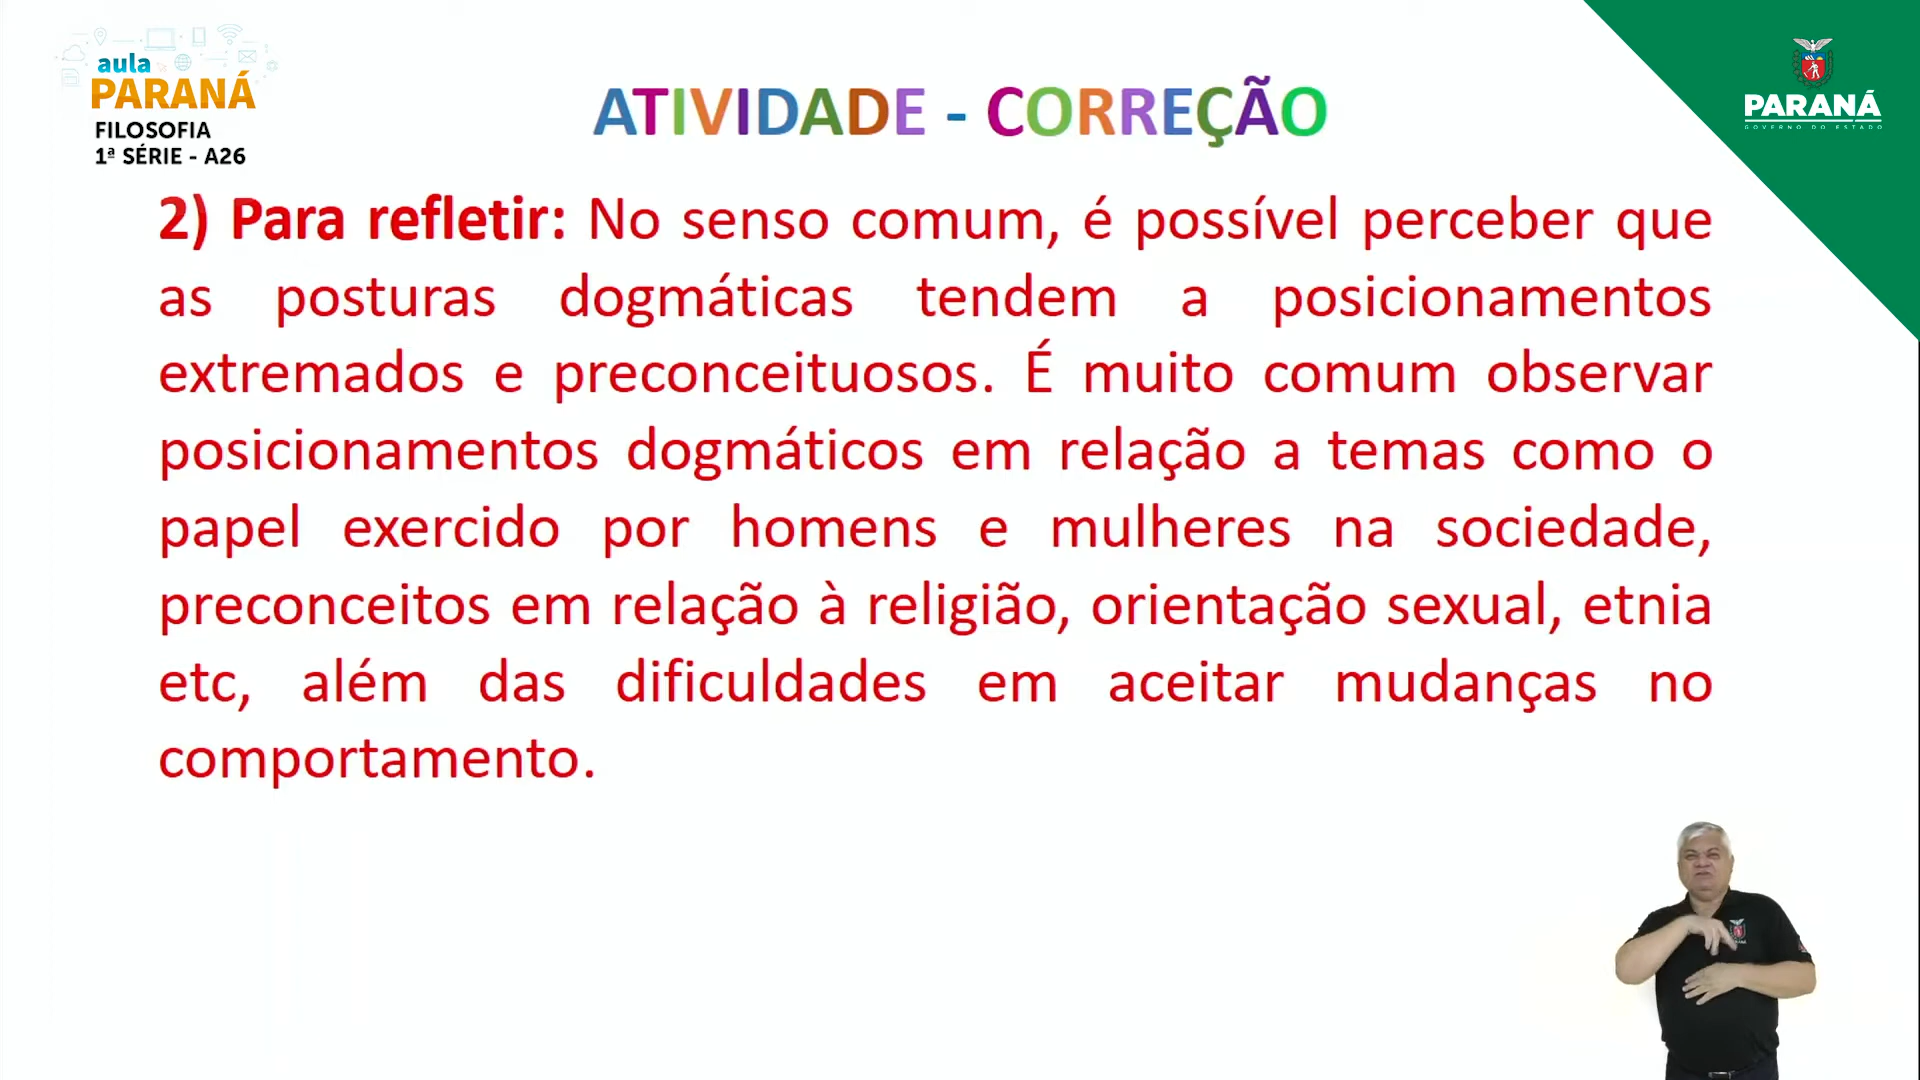 aula
PARANÁ
FILOSOFIA
1ª SÉRIE - A26
ATIVIDADE - CORREÇÃO
PARANÁ
GOVERNO DO ESTADO
2) Para refletir: No senso comum, é possível perceber que
as posturas dogmáticas tendem a posicionamentos
extremados e preconceituosos. É muito comum observar
posicionamentos dogmáticos em relação a temas como o
papel exercido por homens e mulheres na sociedade,
preconceitos em relação à religião, orientação sexual, etnia
etc, além das dificuldades em aceitar mudanças no
comportamento.